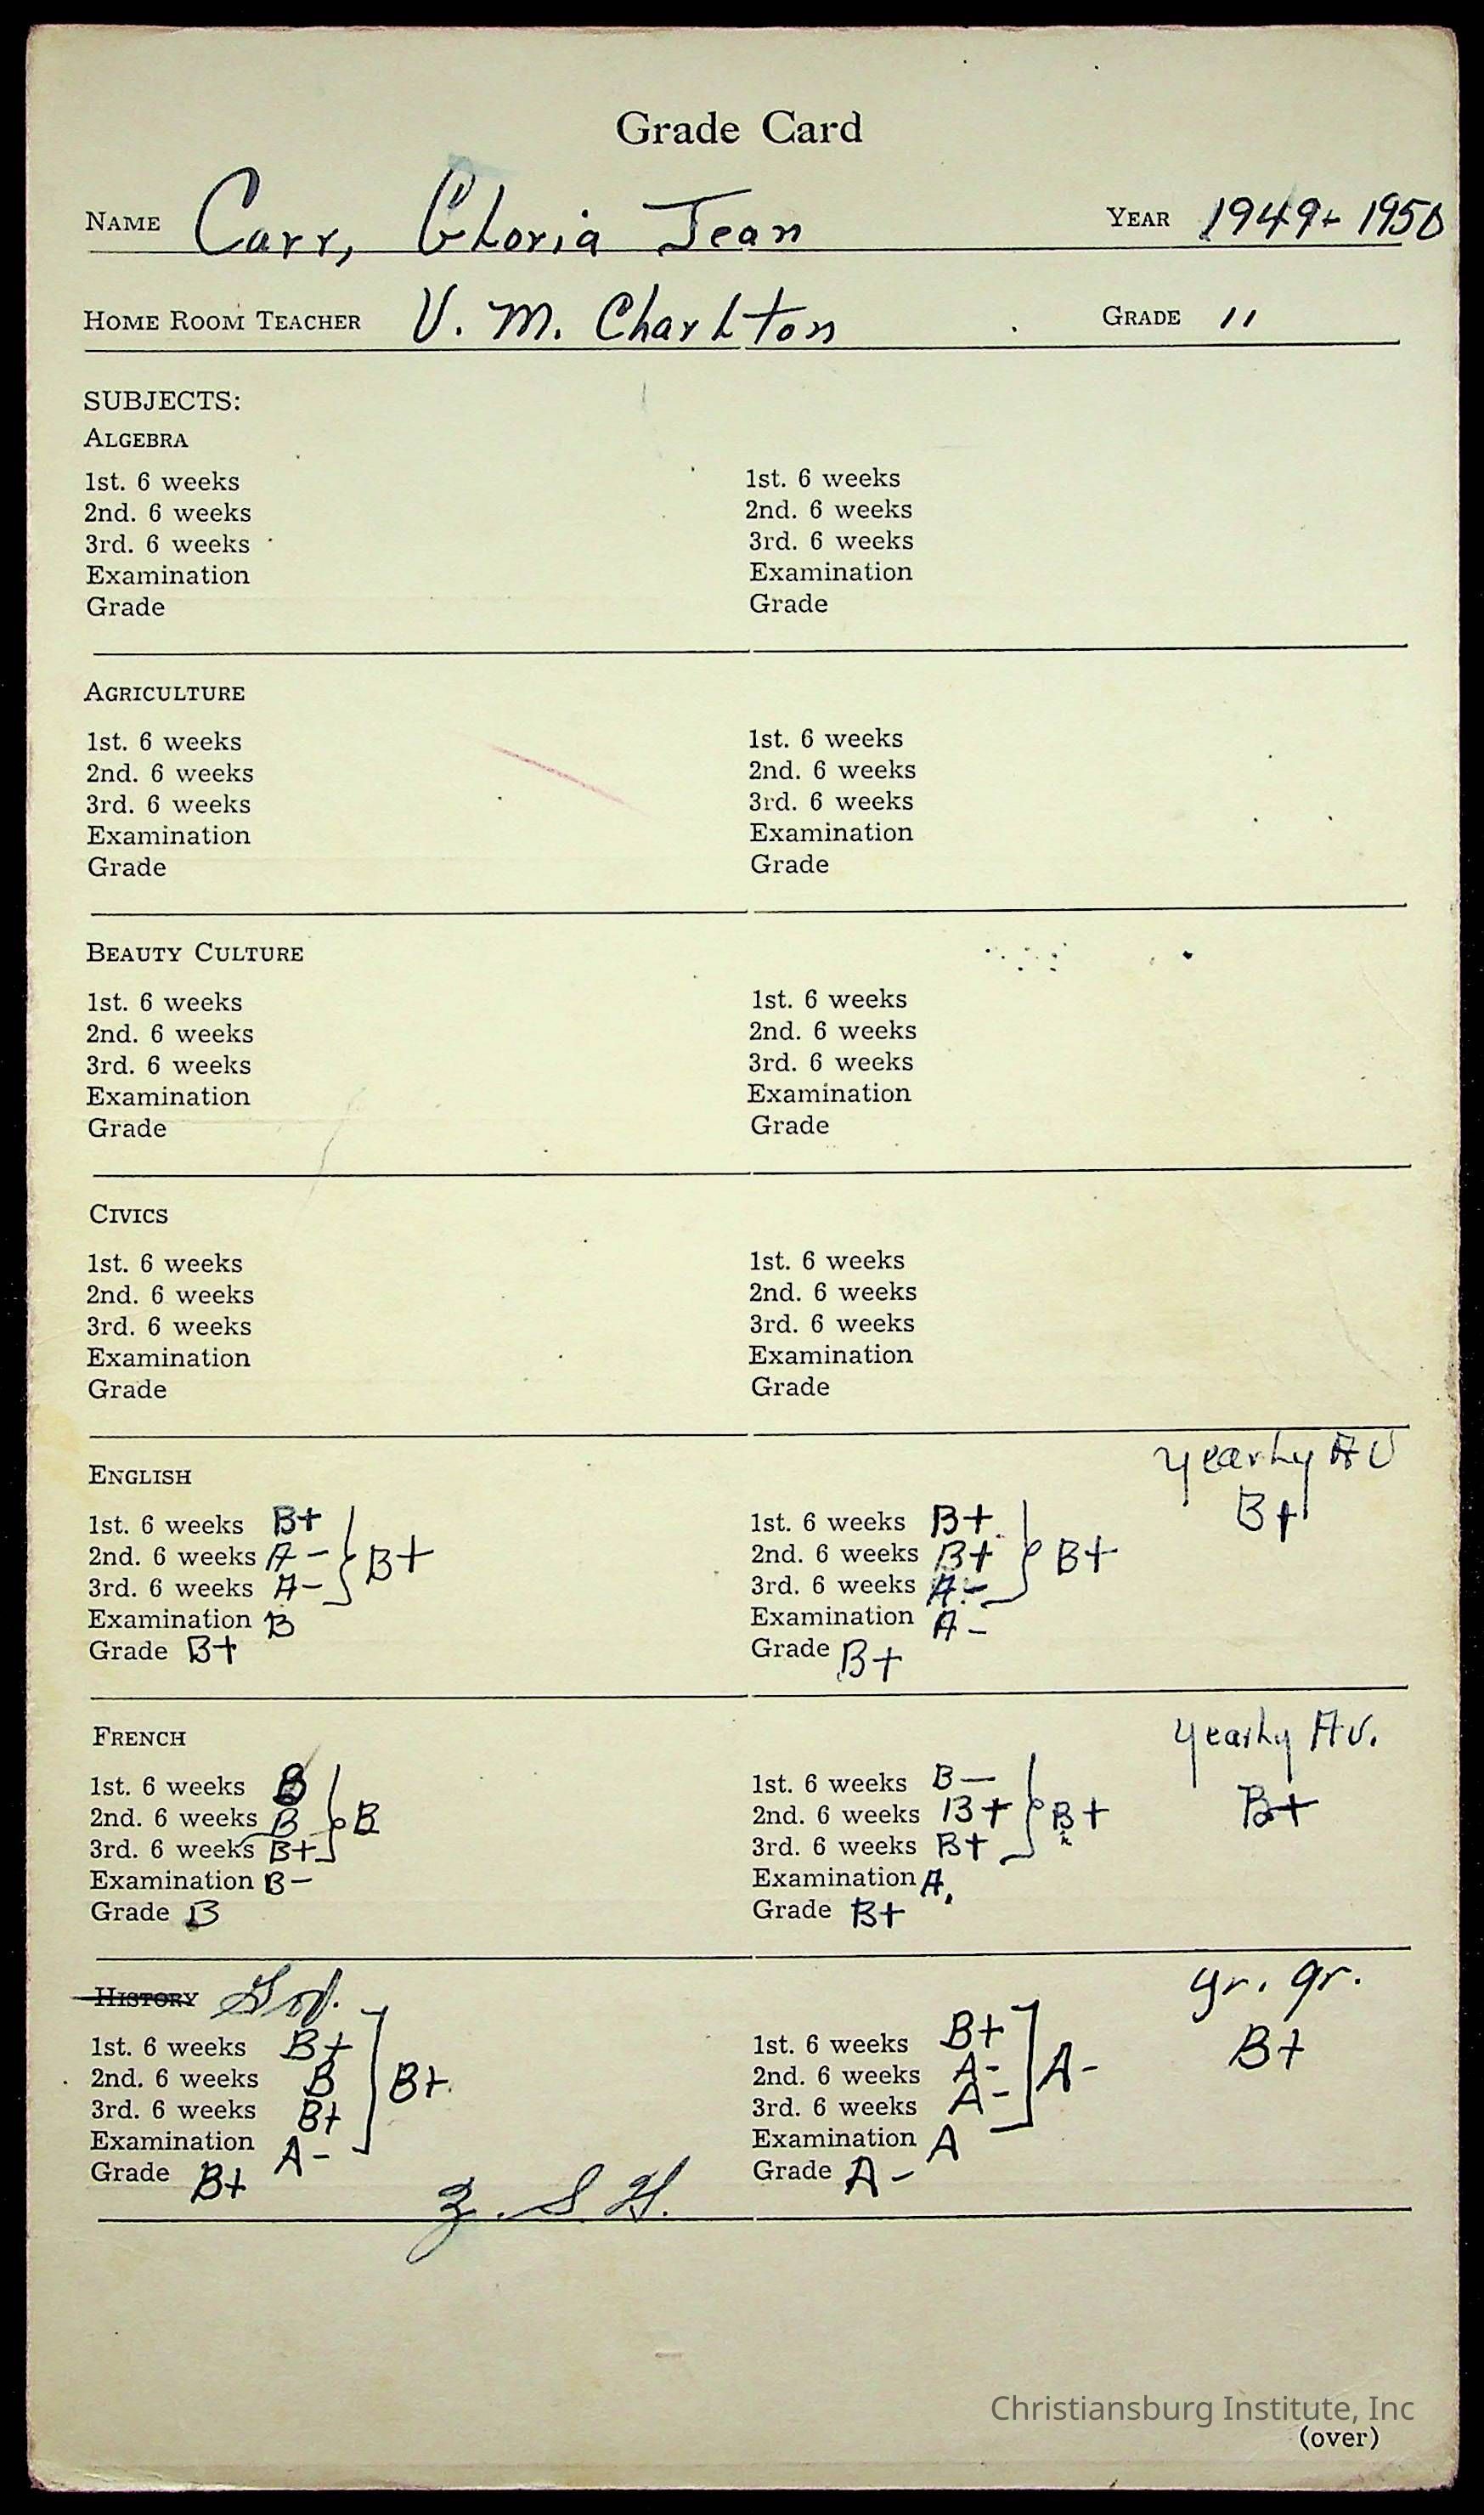 Grade Card
NAME Carr, Gloria Jean YEAR 1949-1950
HOME ROOM TEACHER V. M. Charlton GRADE 11
SUBJECTS:
ALGEBRA
1st. 6 weeks 1st. 6 weeks
2nd. 6 weeks 2nd. 6 weeks
3rd. 6 weeks 3rd. 6 weeks
Examination Examination
Grade Grade
AGRICULTURE
1st. 6 weeks 1st. 6 weeks
2nd. 6 weeks 2nd. 6 weeks
3rd. 6 weeks 3rd. 6 weeks
Examination Examination
Grade Grade
BEAUTY CULTURE
1st. 6 weeks 1st. 6 weeks
2nd. 6 weeks 2nd. 6 weeks
3rd. 6 weeks 3rd. 6 weeks
Examination Examination
Grade Grade
CIVICS
1st. 6 weeks 1st. 6 weeks
2nd. 6 weeks 2nd. 6 weeks
3rd. 6 weeks 3rd. 6 weeks
Examination Examination
Grade Grade
ENGLISH yearly AV
1st. 6 weeks B+ 1st. 6 weeks B+ B+
2nd. 6 weeks A- B+ 2nd. 6 weeks B+ B+
3rd. 6 weeks A- 3rd. 6 weeks A-
Examination B Examination A-
Grade B+ Grade B+
FRENCH yearly Av.
1st. 6 weeks B 1st. 6 weeks B-
2nd. 6 weeks B B 2nd. 6 weeks B+ B+ B+
3rd. 6 weeks B+ 3rd. 6 weeks B+
Examination B- Examination A
Grade B Grade B+
HISTORY Gov. yr. gr.
1st. 6 weeks B+ 1st. 6 weeks B+ B+
2nd. 6 weeks B B+ 2nd. 6 weeks A- A-
3rd. 6 weeks B+ 3rd. 6 weeks A-
Examination A- Examination A
Grade B+ Grade A-
Z. S. H.
Christiansburg Institute, Inc
(over)